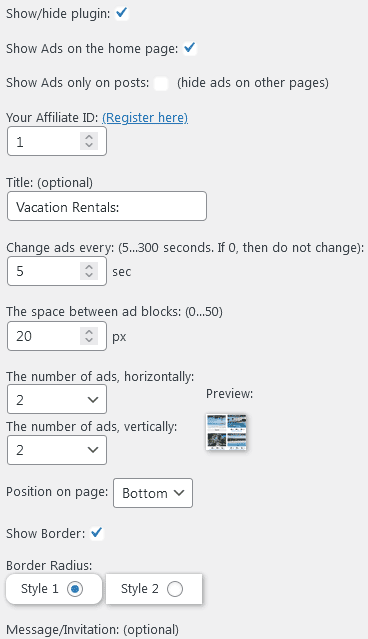 Show/hide plugin:
Show Ads on the home page:
Show Ads only on posts: (hide ads on other pages)
Your Affiliate ID: (Register here)
1
Title: (optional)
Vacation Rentals:
Change ads every: (5...300 seconds. If 0, then do not change):
5 sec
The space between ad blocks: (0...50)
20 px
The number of ads, horizontally:
2
Preview:
The number of ads, vertically:
2
Position on page: Bottom
Show Border:
Border Radius:
Style 1 Style 2
Message/Invitation: (optional)